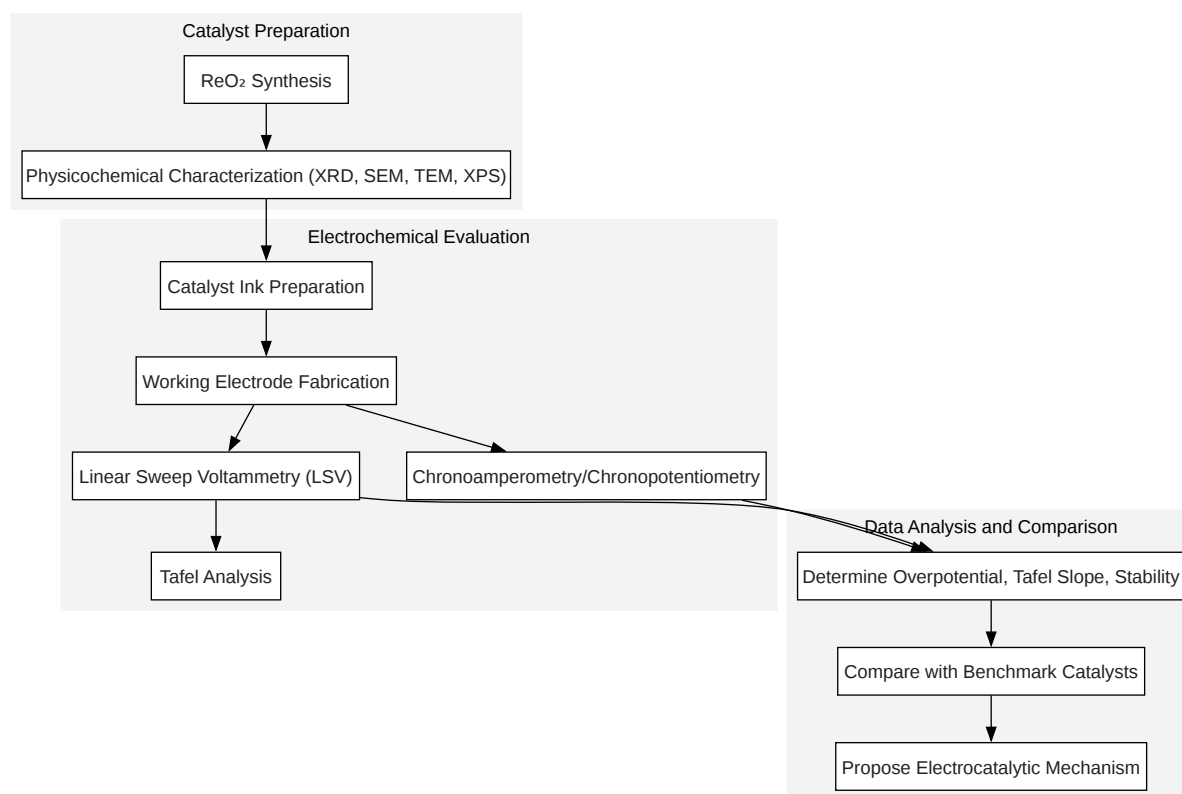 Catalyst Preparation
ReO₂ Synthesis
Physicochemical Characterization (XRD, SEM, TEM, XPS)
Electrochemical Evaluation
Catalyst Ink Preparation
Working Electrode Fabrication
Linear Sweep Voltammetry (LSV)
Chronoamperometry/Chronopotentiometry
Tafel Analysis
Data Analysis and Comparison
Determine Overpotential, Tafel Slope, Stability
Compare with Benchmark Catalysts
Propose Electrocatalytic Mechanism